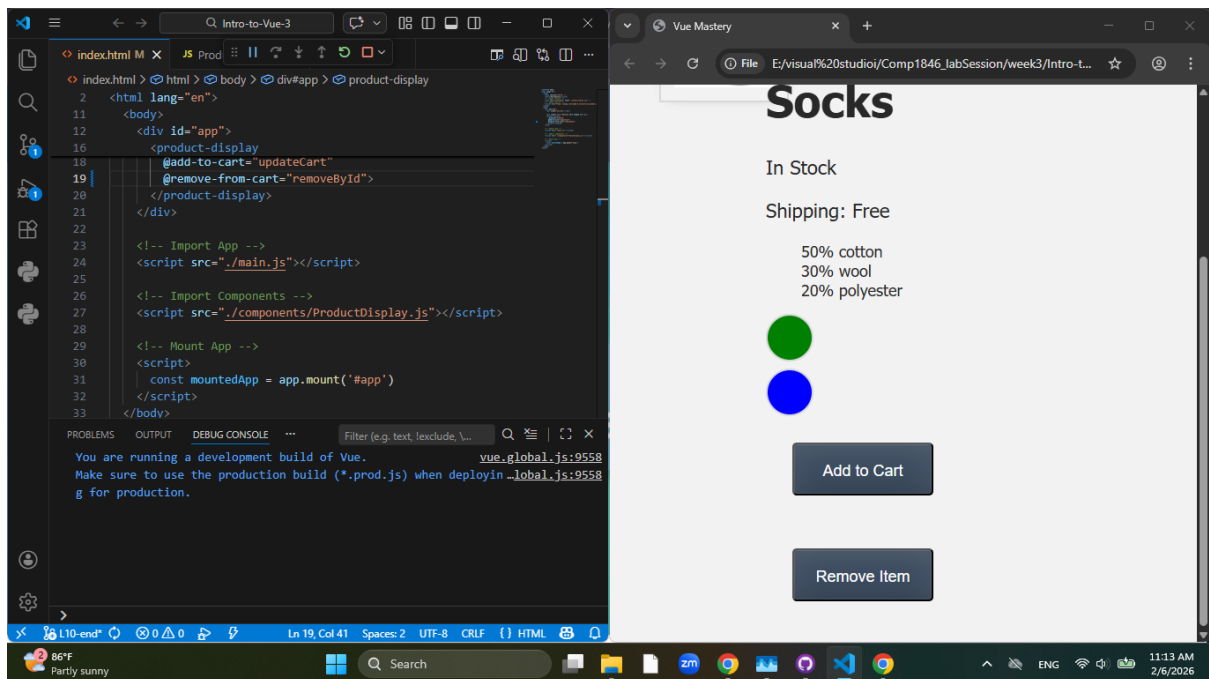 Intro-to-Vue-3
index.html M
JS Prod
index.html > html > body > div#app > product-display
2 <html lang="en">
11 <body>
12 <div id="app">
16 <product-display
18 @add-to-cart="updateCart"
19 @remove-from-cart="removeById">
20 </product-display>
21 </div>
22
23 <!-- Import App -->
24 <script src="./main.js"></script>
25
26 <!-- Import Components -->
27 <script src="./components/ProductDisplay.js"></script>
28
29 <!-- Mount App -->
30 <script>
31 const mountedApp = app.mount('#app')
32 </script>
33 </body>
PROBLEMS OUTPUT DEBUG CONSOLE ··· Filter (e.g. text, !exclude, \...
You are running a development build of Vue. vue.global.js:9558
Make sure to use the production build (*.prod.js) when deployin …lobal.js:9558
g for production.
1
1
>
L10-end* 0 0 Ln 19, Col 41 Spaces: 2 UTF-8 CRLF { } HTML
Vue Mastery
File E:/visual%20studioi/Comp1846_labSession/week3/Intro-t...
Socks
In Stock
Shipping: Free
50% cotton
30% wool
20% polyester
Add to Cart
Remove Item
2
86°F
Partly sunny
Search
zm
ENG
11:13 AM
2/6/2026